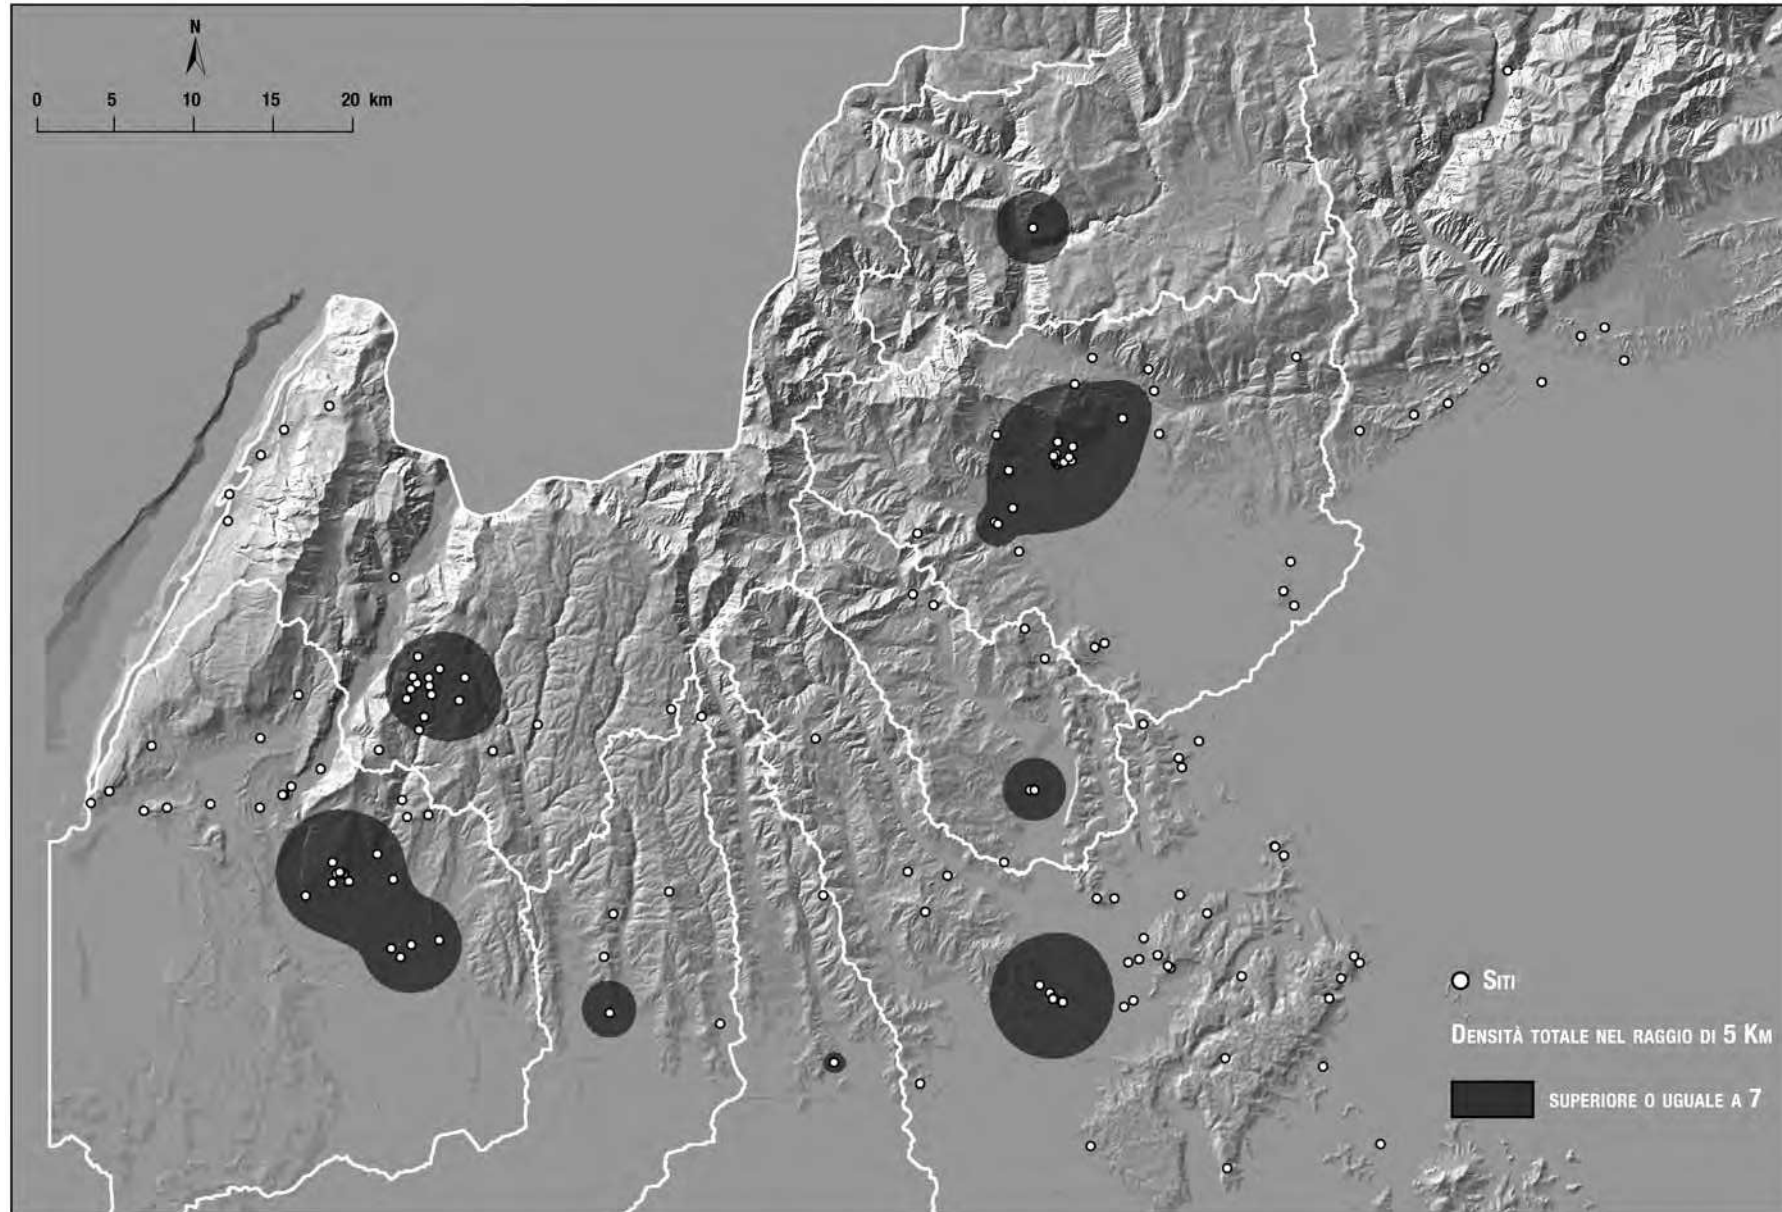 N
0 5 10 15 20 km
Siti
Densità totale nel raggio di 5 Km
superiore o uguale a 7